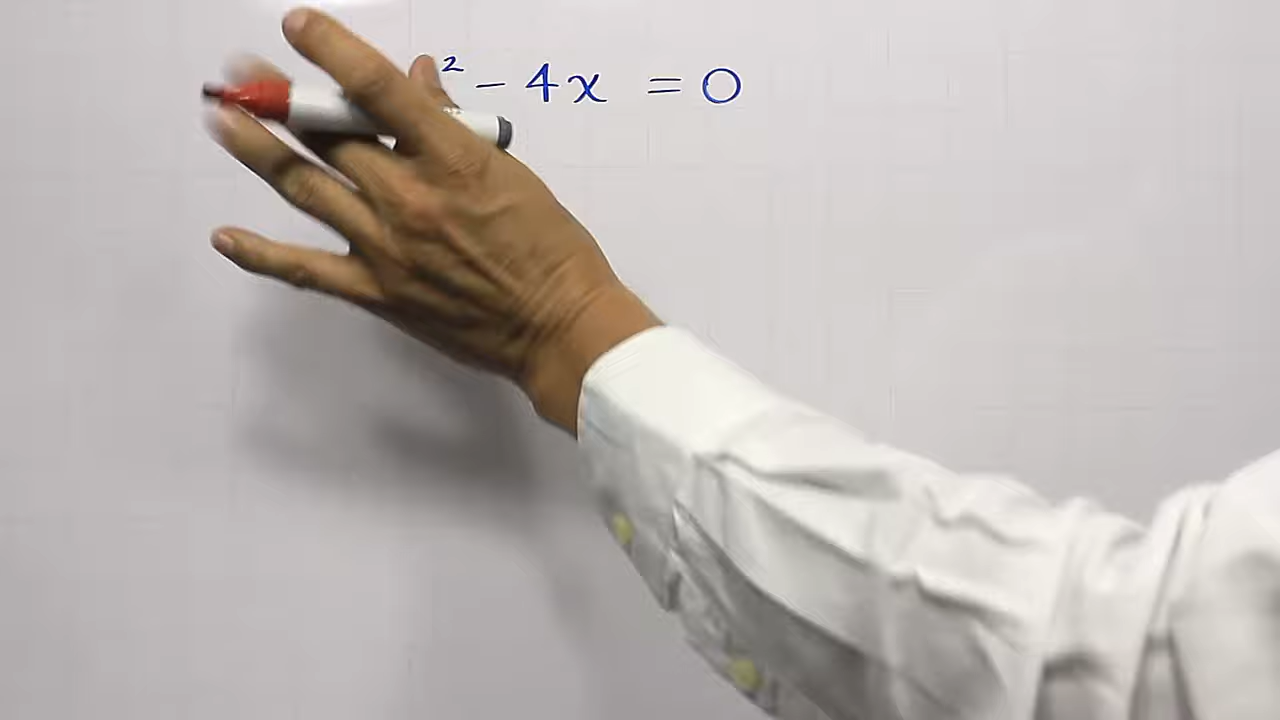 ² - 4x = 0